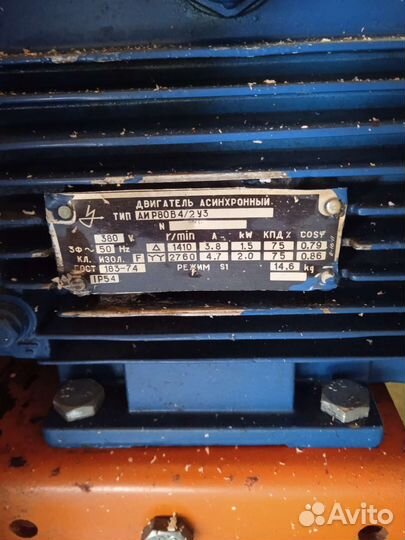 ДВИГАТЕЛЬ АСИНХРОННЫЙ
ТИП АИР80В4/2У3
N
380 V r/min A kW КПД% COSφ
3Ф~ 50 Hz △ 1410 3.8 1.5 75 0.79
КЛ. ИЗОЛ. F YY 2760 4.7 2.0 75 0.86
ГОСТ 183-74 РЕЖИМ S1 14.6 kg
IP54
Avito